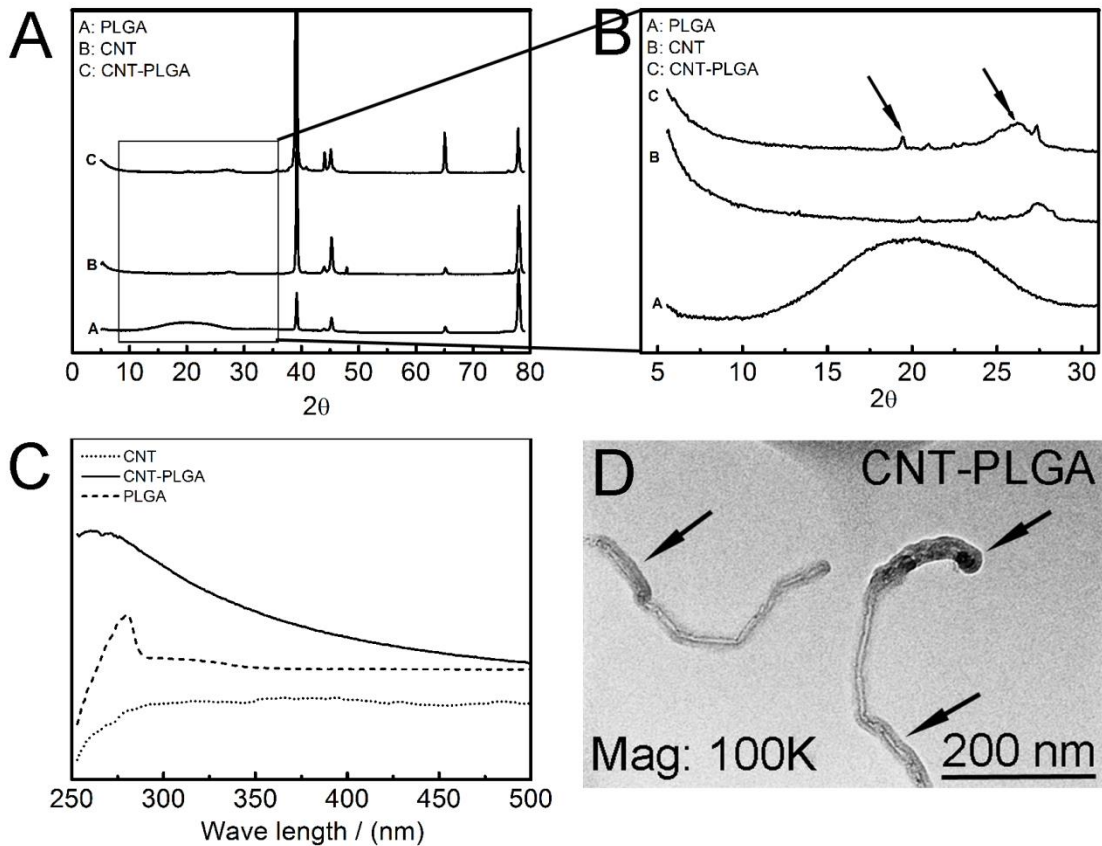 A
A: PLGA
B: CNT
C: CNT-PLGA
C
B
A
0 10 20 30 40 50 60 70 80
2θ
B
A: PLGA
B: CNT
C: CNT-PLGA
C
B
A
5 10 15 20 25 30
2θ
C
CNT
CNT-PLGA
PLGA
250 300 350 400 450 500
Wave length / (nm)
D
CNT-PLGA
Mag: 100K
200 nm